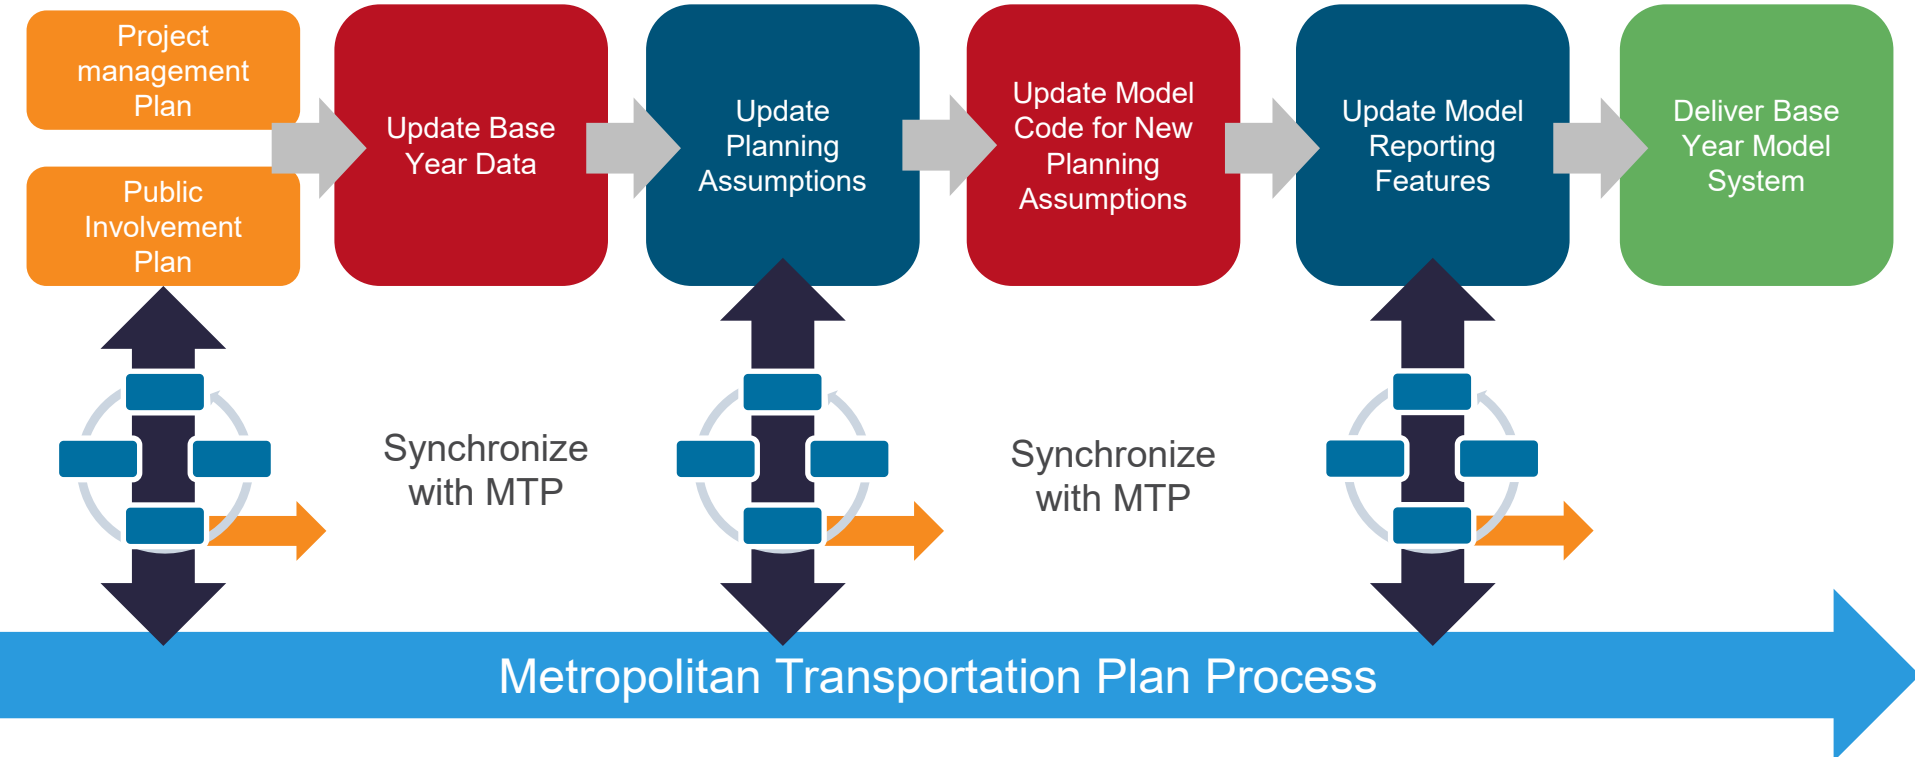 Project
management
Plan
Public
Involvement
Plan
Update Base
Year Data
Update
Planning
Assumptions
Update Model
Code for New
Planning
Assumptions
Update Model
Reporting
Features
Deliver Base
Year Model
System
Synchronize
with MTP
Synchronize
with MTP
Metropolitan Transportation Plan Process